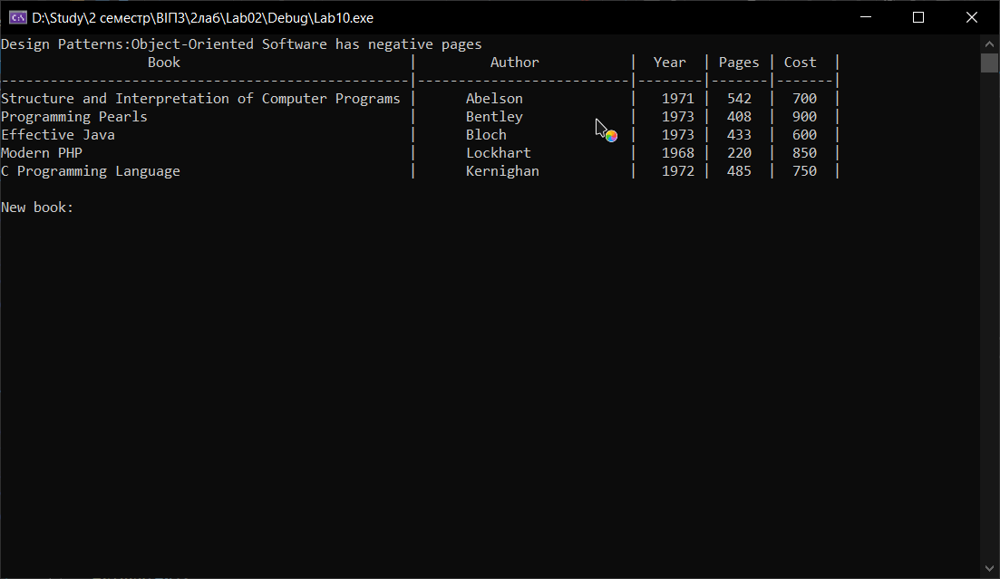 D:\Study\2 семестр\ВІПЗ\2лаб\Lab02\Debug\Lab10.exe
Design Patterns:Object-Oriented Software has negative pages
                  Book                            |         Author           |  Year  | Pages | Cost  |
--------------------------------------------------|--------------------------|--------|-------|-------|
Structure and Interpretation of Computer Programs |      Abelson             |   1971 |  542  |  700  |
Programming Pearls                                |      Bentley             |   1973 |  408  |  900  |
Effective Java                                    |      Bloch               |   1973 |  433  |  600  |
Modern PHP                                        |      Lockhart            |   1968 |  220  |  850  |
C Programming Language                            |      Kernighan           |   1972 |  485  |  750  |
New book: